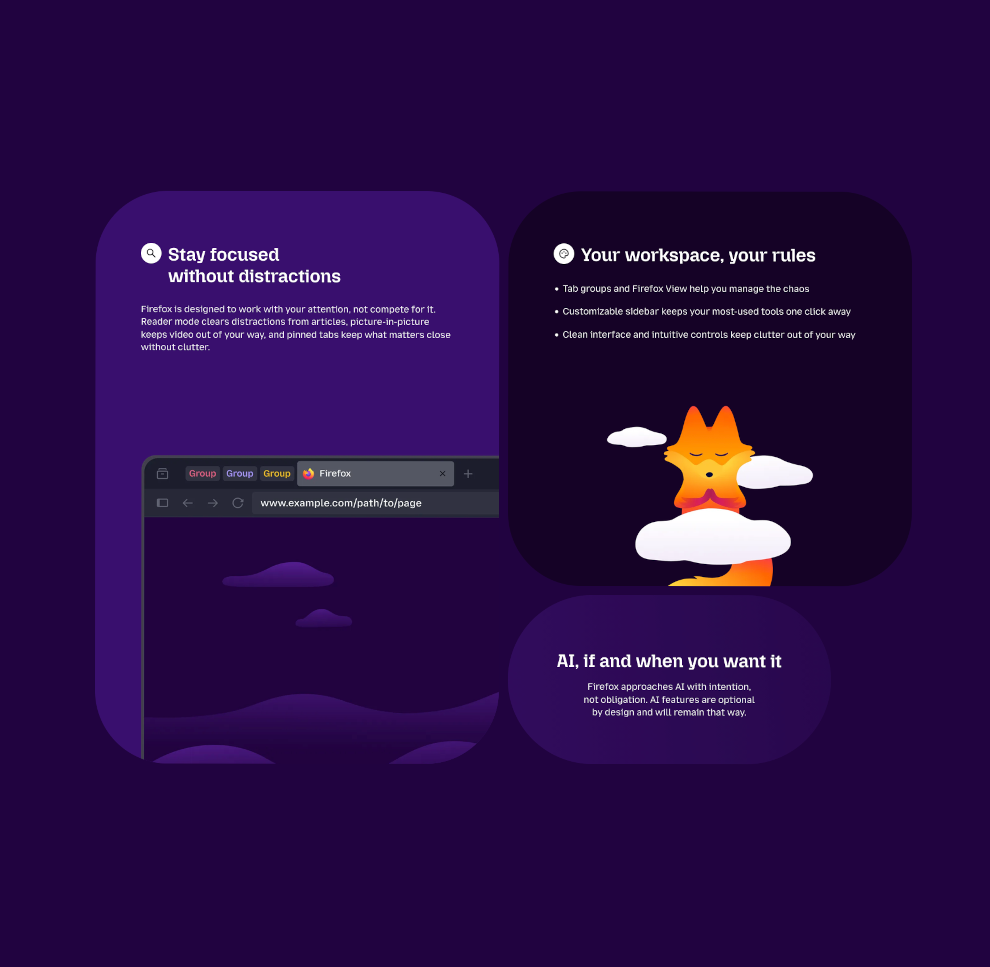 Stay focused
without distractions
Firefox is designed to work with your attention, not compete for it.
Reader mode clears distractions from articles, picture-in-picture
keeps video out of your way, and pinned tabs keep what matters close
without clutter.
Group Group Group Firefox
www.example.com/path/to/page
Your workspace, your rules
• Tab groups and Firefox View help you manage the chaos
• Customizable sidebar keeps your most-used tools one click away
• Clean interface and intuitive controls keep clutter out of your way
AI, if and when you want it
Firefox approaches AI with intention,
not obligation. AI features are optional
by design and will remain that way.